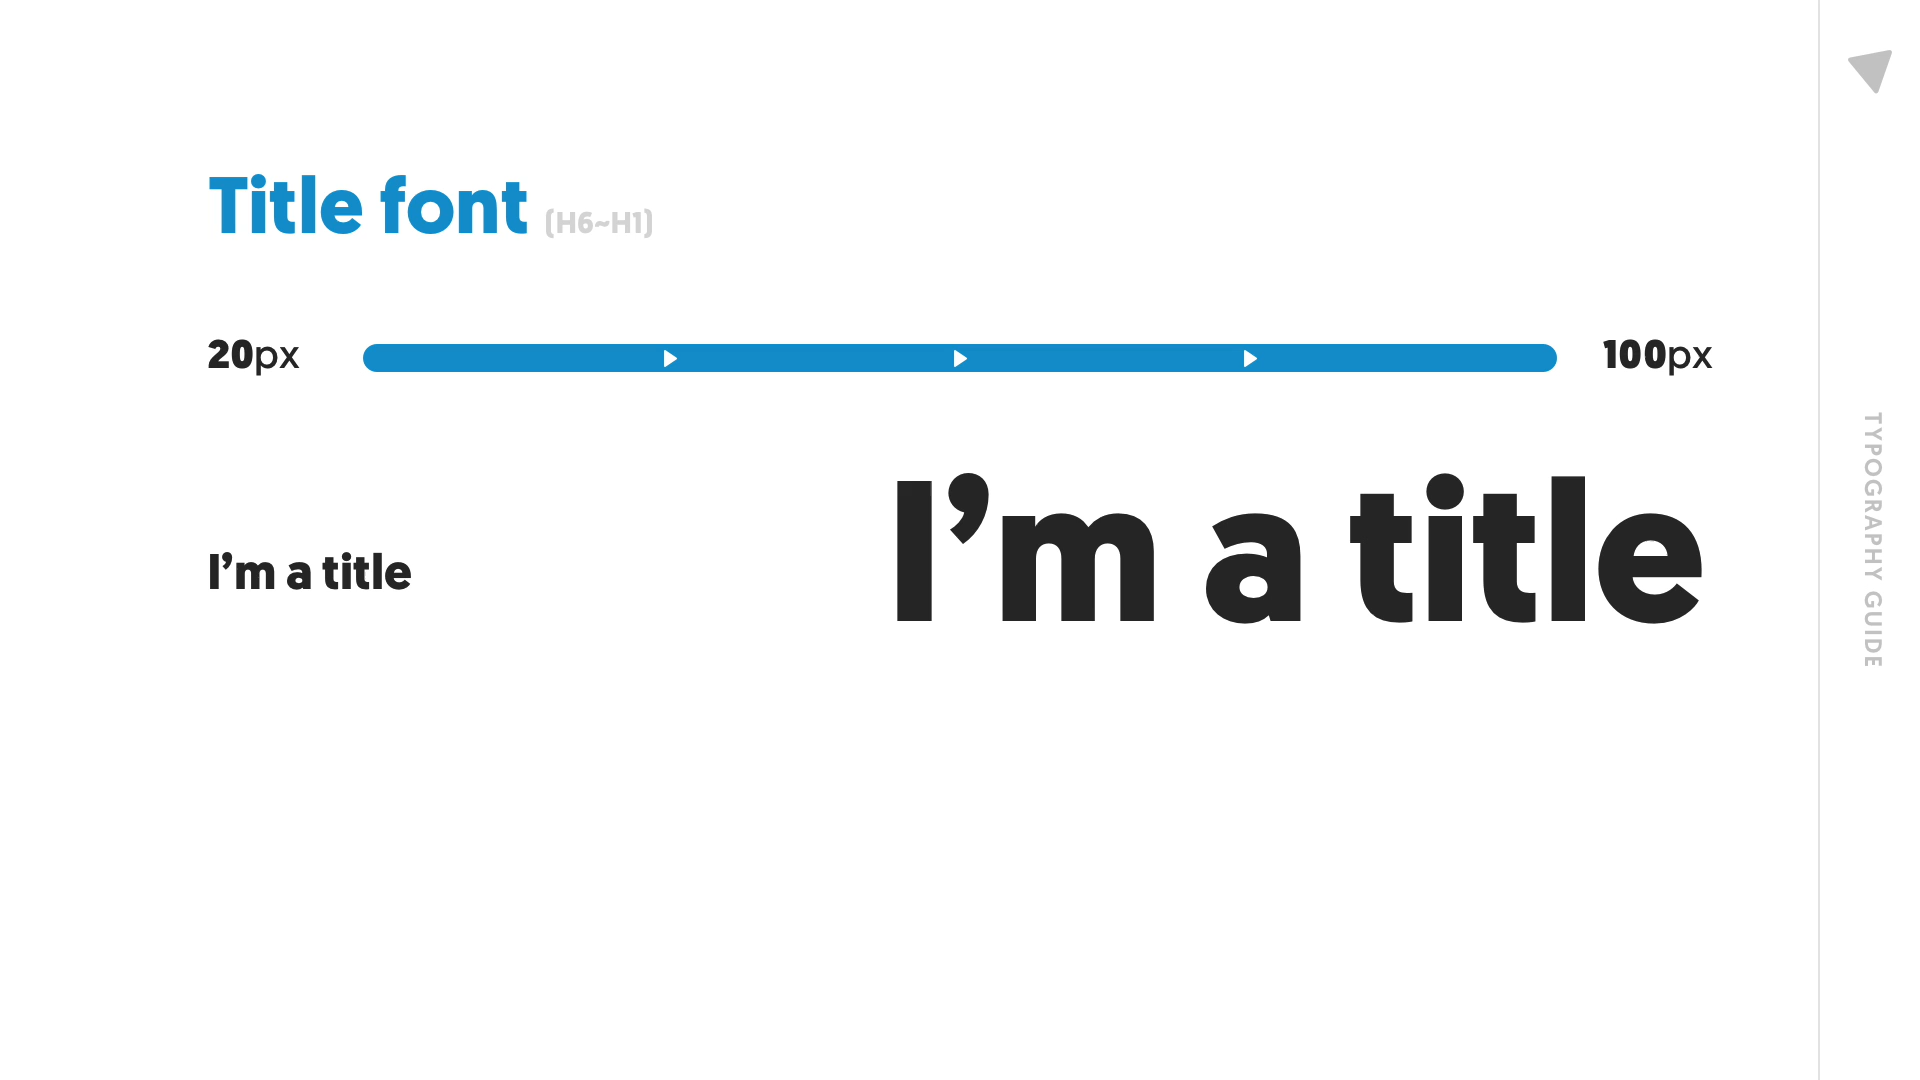 Title font (H6~H1)
20px
100px
I’m a title
I’m a title
TYPOGRAPHY GUIDE